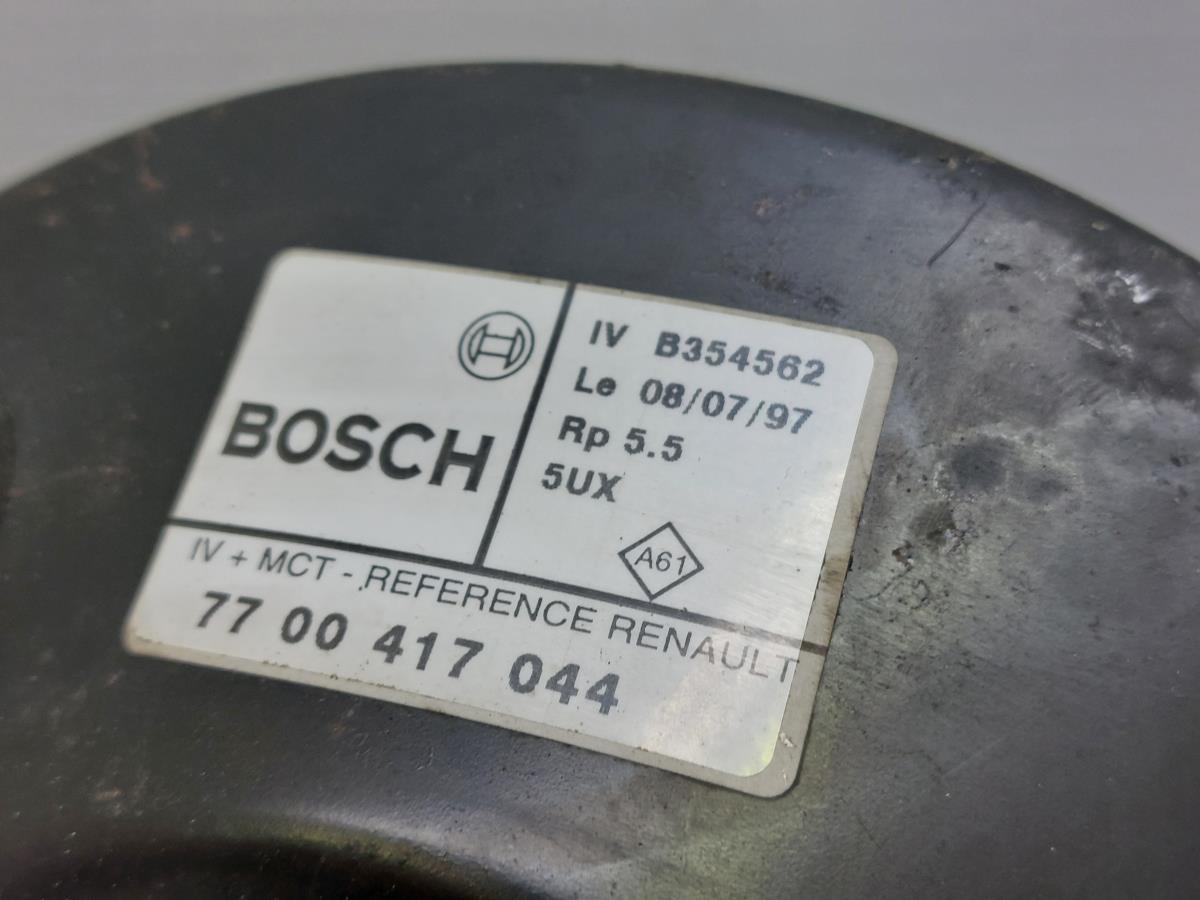 BOSCH
IV B354562
Le 08/07/97
Rp 5.5
5UX
A61
IV + MCT - REFERENCE RENAULT
77 00 417 044